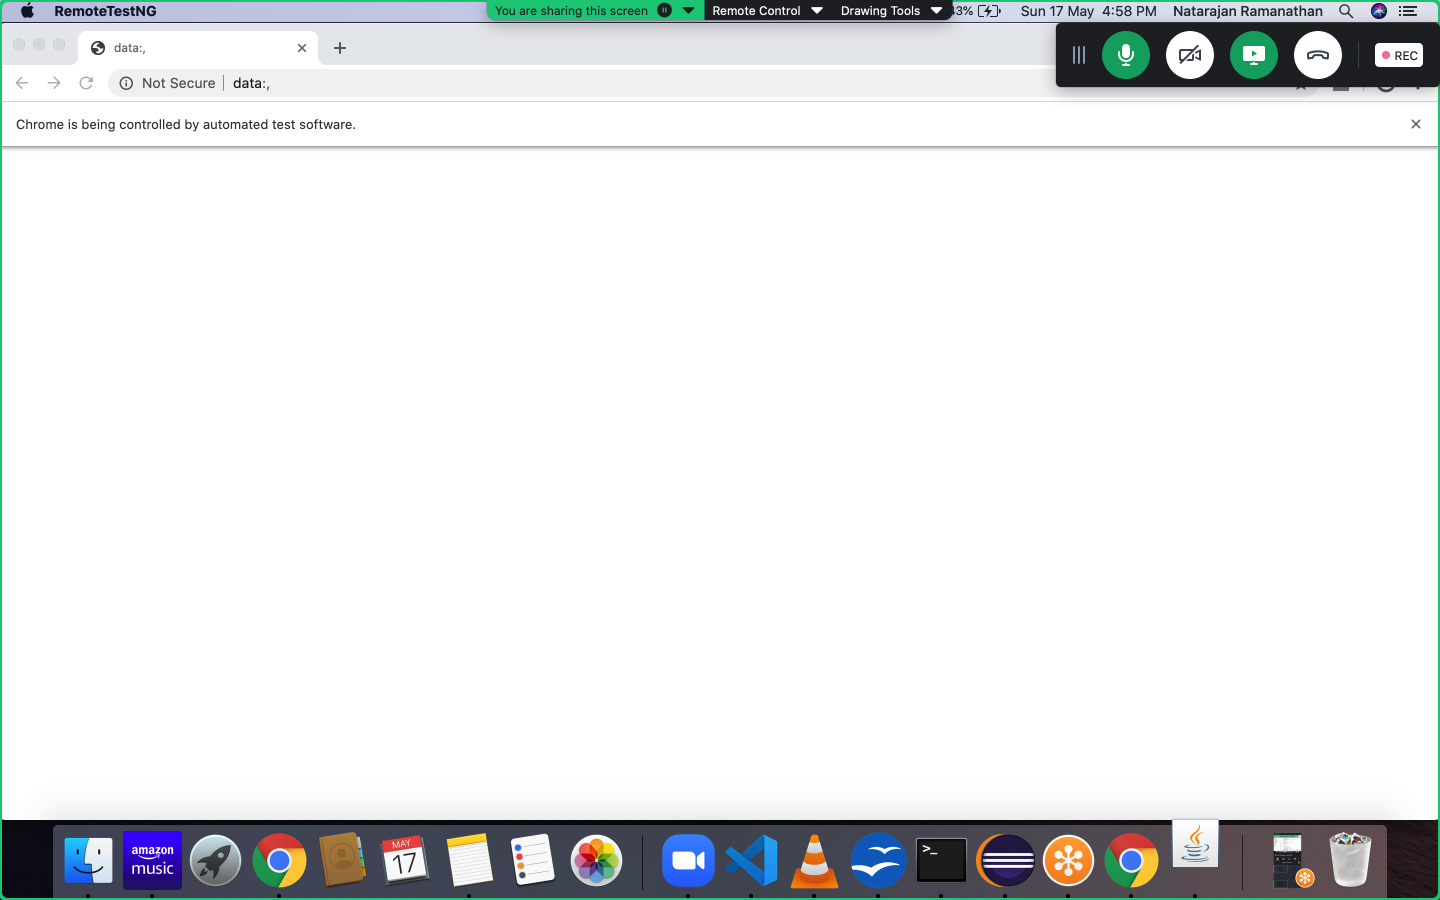 RemoteTestNG
You are sharing this screen Remote Control Drawing Tools 43% Sun 17 May 4:58 PM Natarajan Ramanathan
data:,
REC
Not Secure data:,
Chrome is being controlled by automated test software.
amazon
music
MAY
17
>_